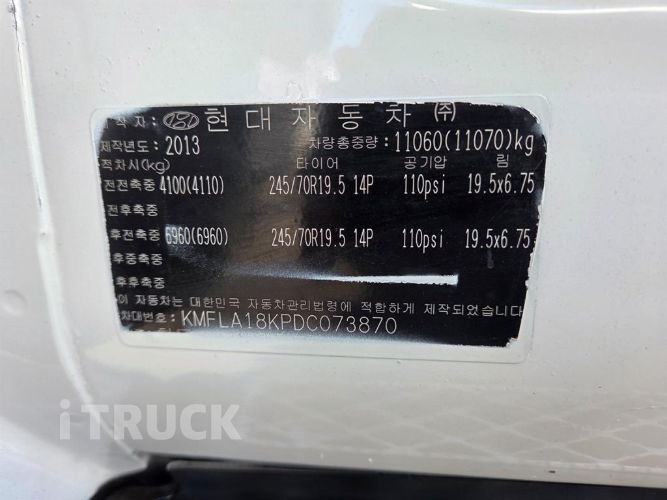 제작자: HYUNDAI 현대자동차(주)
제작년도: 2013 차량총중량: 11060(11070)kg
적차시(kg) 타이어 공기압 림
전전축중 4100(4110) 245/70R19.5 14P 110psi 19.5x6.75
전후축중
후전축중 6960(6960) 245/70R19.5 14P 110psi 19.5x6.75
후중축중
후후축중
이 자동차는 대한민국 자동차관리법령에 적합하게 제작되었습니다
차대번호: KMFLA18KPDC073870
iTRUCK